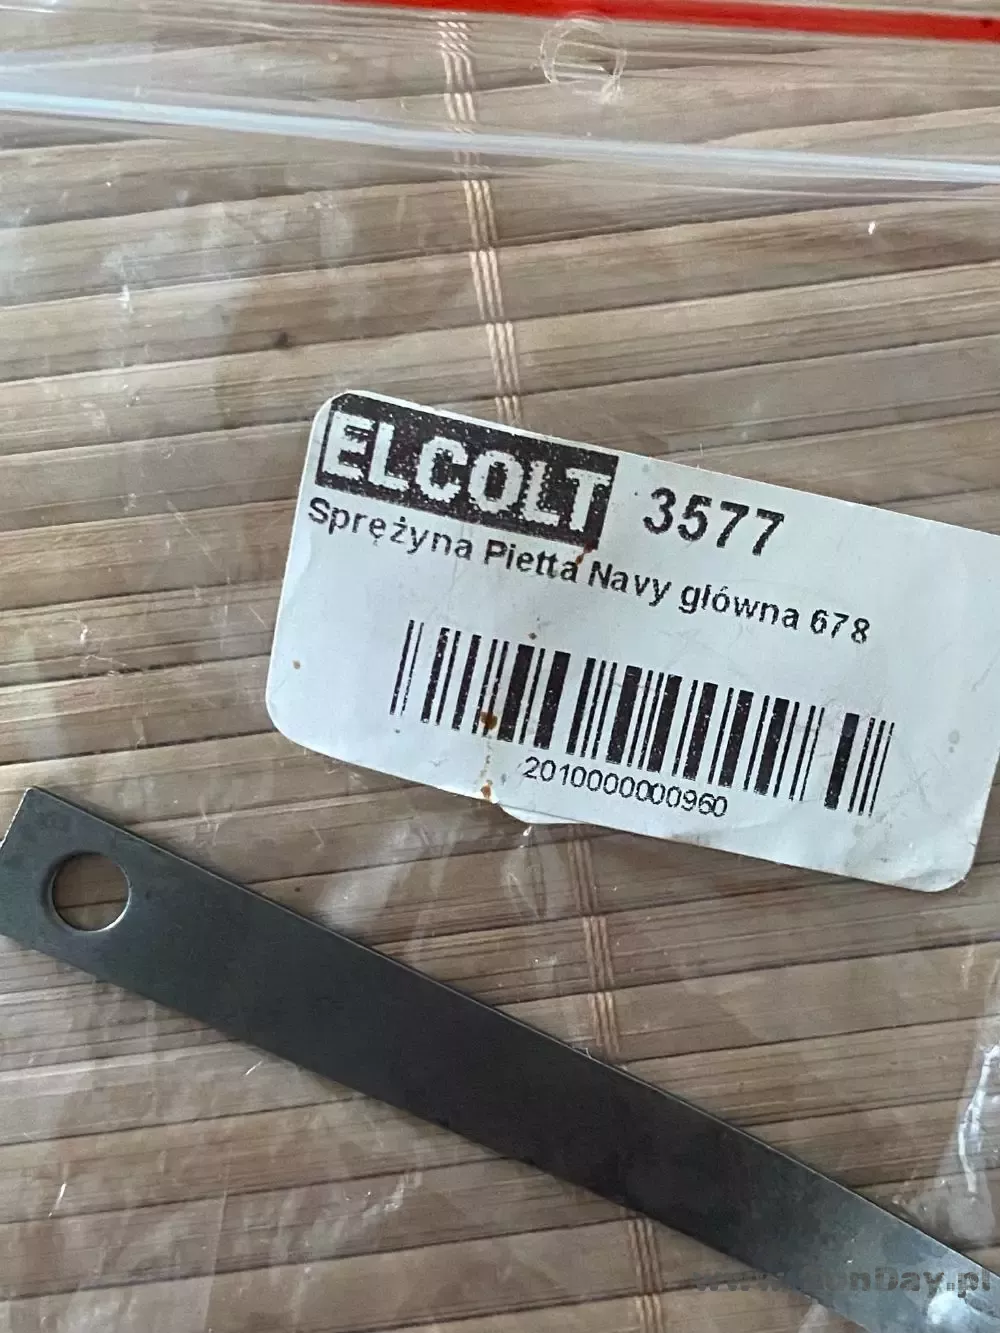 ELCOLT 3577
Sprężyna Pietta Navy główna 678
2010000000960